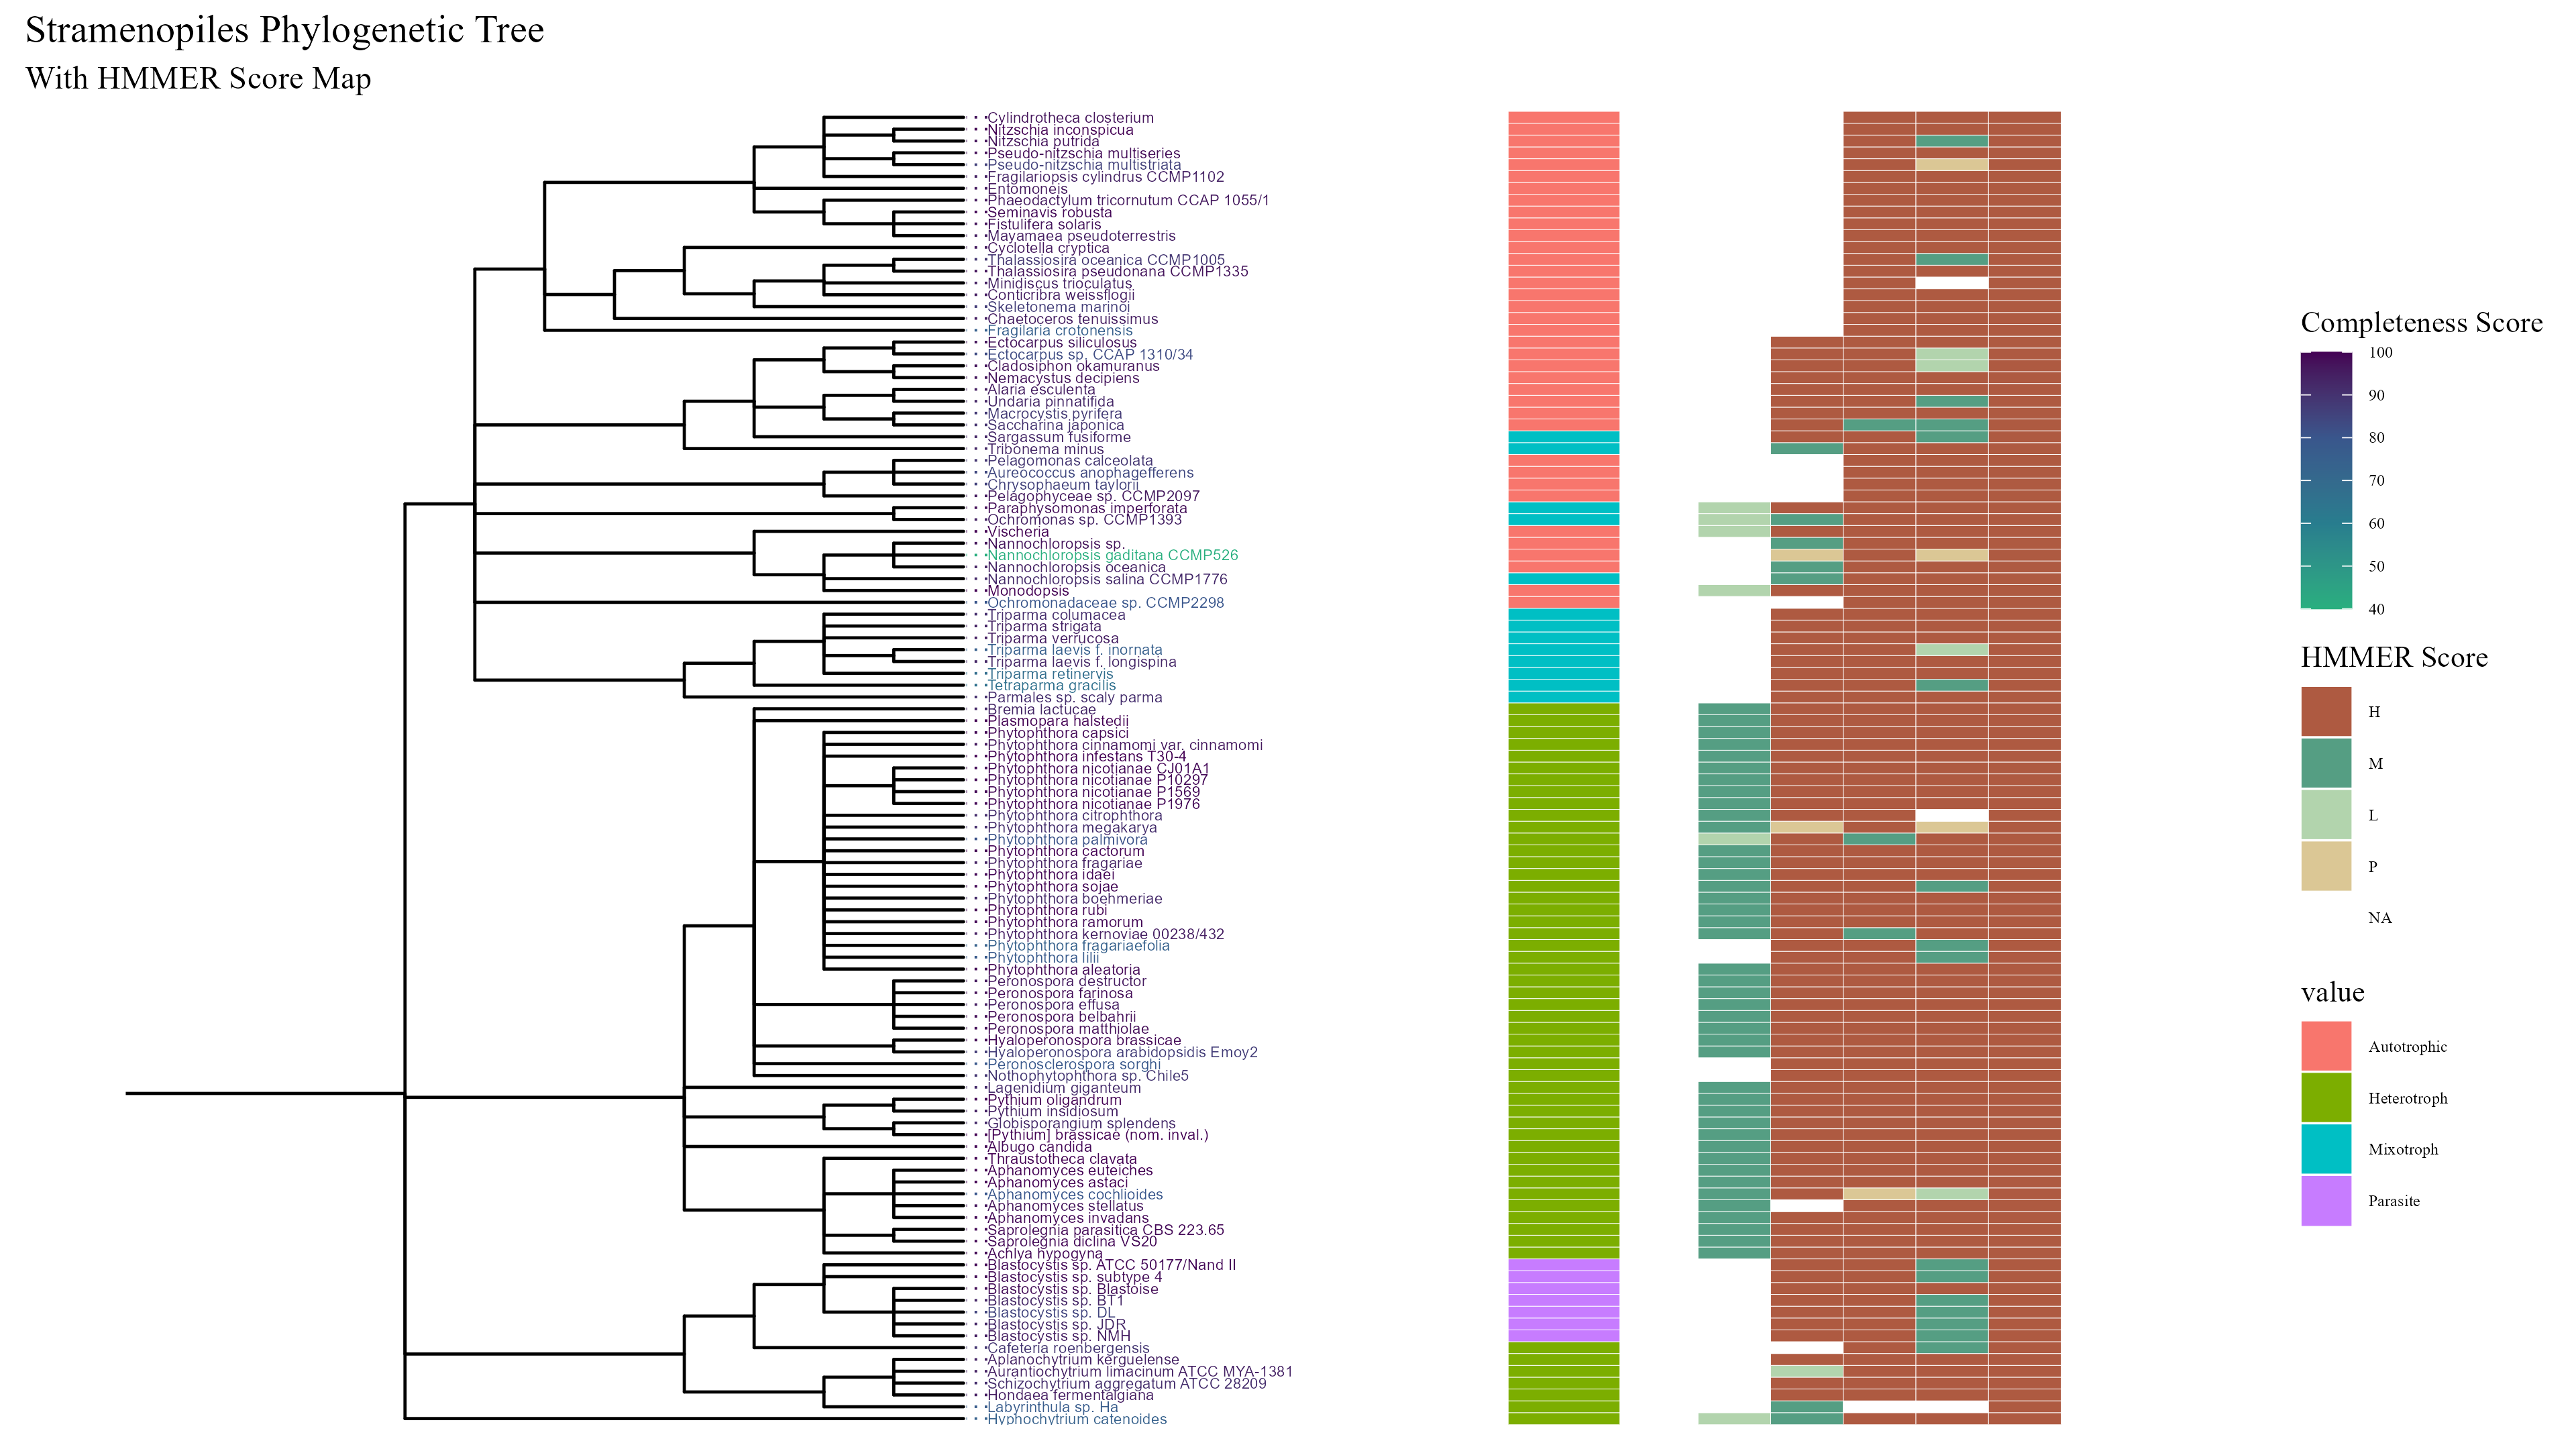 Stramenopiles Phylogenetic Tree
With HMMER Score Map
Cylindrotheca closterium
Nitzschia inconspicua
Nitzschia putrida
Pseudo-nitzschia multiseries
Pseudo-nitzschia multistriata
Fragilariopsis cylindrus CCMP1102
Entomoneis
Phaeodactylum tricornutum CCAP 1055/1
Seminavis robusta
Fistulifera solaris
Mayamaea pseudoterrestris
Cyclotella cryptica
Thalassiosira oceanica CCMP1005
Thalassiosira pseudonana CCMP1335
Minidiscus trioculatus
Conticribra weissflogii
Skeletonema marinoi
Chaetoceros tenuissimus
Fragilaria crotonensis
Ectocarpus siliculosus
Ectocarpus sp. CCAP 1310/34
Cladosiphon okamuranus
Nemacystus decipiens
Alaria esculenta
Undaria pinnatifida
Macrocystis pyrifera
Saccharina japonica
Sargassum fusiforme
Tribonema minus
Pelagomonas calceolata
Aureococcus anophagefferens
Chrysophaeum taylorii
Pelagophyceae sp. CCMP2097
Paraphysomonas imperforata
Ochromonas sp. CCMP1393
Vischeria
Nannochloropsis sp.
Nannochloropsis gaditana CCMP526
Nannochloropsis oceanica
Nannochloropsis salina CCMP1776
Monodopsis
Ochromonadaceae sp. CCMP2298
Triparma columacea
Triparma strigata
Triparma verrucosa
Triparma laevis f. inornata
Triparma laevis f. longispina
Triparma retinervis
Tetraparma gracilis
Parmales sp. scaly parma
Bremia lactucae
Plasmopara halstedii
Phytophthora capsici
Phytophthora cinnamomi var. cinnamomi
Phytophthora infestans T30-4
Phytophthora nicotianae CJ01A1
Phytophthora nicotianae P10297
Phytophthora nicotianae P1569
Phytophthora nicotianae P1976
Phytophthora citrophthora
Phytophthora megakarya
Phytophthora palmivora
Phytophthora cactorum
Phytophthora fragariae
Phytophthora idaei
Phytophthora sojae
Phytophthora boehmeriae
Phytophthora rubi
Phytophthora ramorum
Phytophthora kernoviae 00238/432
Phytophthora fragariaefolia
Phytophthora lilii
Phytophthora aleatoria
Peronospora destructor
Peronospora farinosa
Peronospora effusa
Peronospora belbahrii
Peronospora matthiolae
Hyaloperonospora brassicae
Hyaloperonospora arabidopsidis Emoy2
Peronosclerospora sorghi
Nothophytophthora sp. Chile5
Lagenidium giganteum
Pythium oligandrum
Pythium insidiosum
Globisporangium splendens
[Pythium] brassicae (nom. inval.)
Albugo candida
Thraustotheca clavata
Aphanomyces euteiches
Aphanomyces astaci
Aphanomyces cochlioides
Aphanomyces stellatus
Aphanomyces invadans
Saprolegnia parasitica CBS 223.65
Saprolegnia diclina VS20
Achlya hypogyna
Blastocystis sp. ATCC 50177/Nand II
Blastocystis sp. subtype 4
Blastocystis sp. Blastoise
Blastocystis sp. BT1
Blastocystis sp. DL
Blastocystis sp. JDR
Blastocystis sp. NMH
Cafeteria roenbergensis
Aplanochytrium kerguelense
Aurantiochytrium limacinum ATCC MYA-1381
Schizochytrium aggregatum ATCC 28209
Hondaea fermentalgiana
Labyrinthula sp. Ha
Hyphochytrium catenoides
Completeness Score
100
90
80
70
60
50
40
HMMER Score
H
M
L
P
NA
value
Autotrophic
Heterotroph
Mixotroph
Parasite